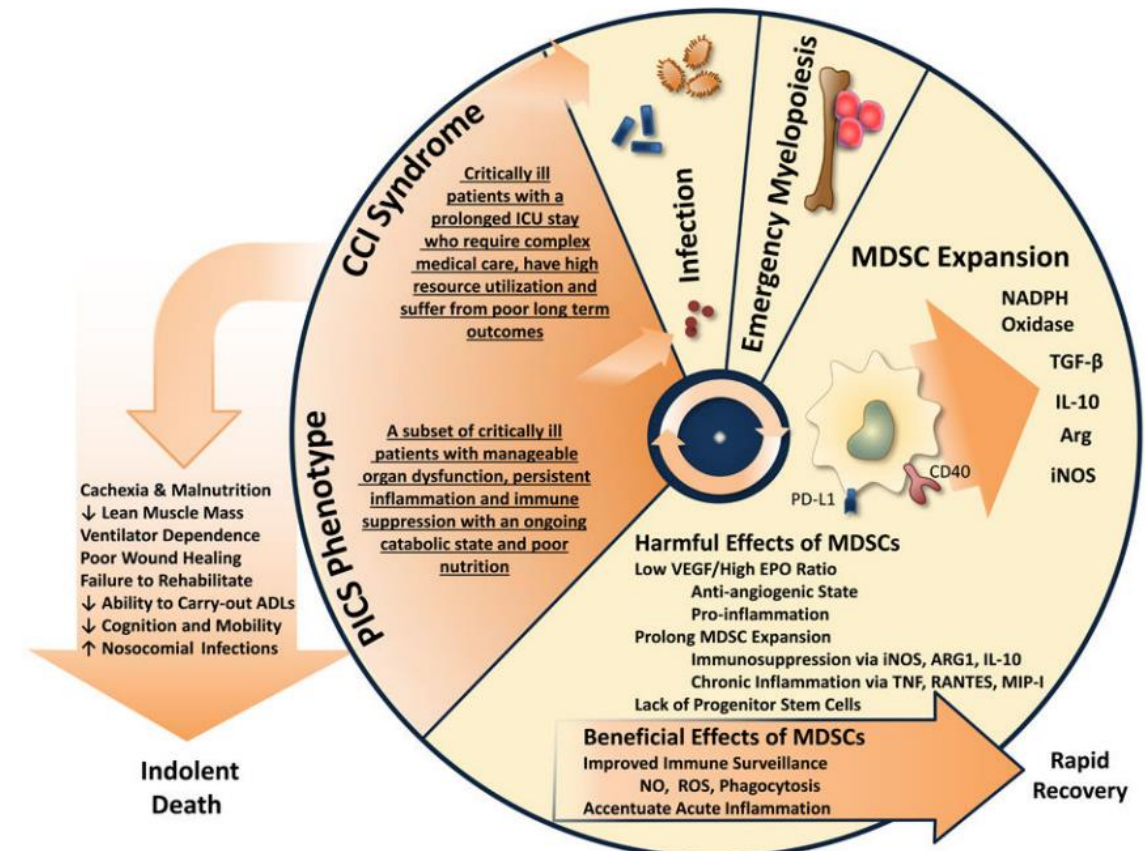 CCI Syndrome
Critically ill
patients with a
prolonged ICU stay
who require complex
medical care, have high
resource utilization and
suffer from poor long term
outcomes
PICS Phenotype
A subset of critically ill
patients with manageable
organ dysfunction, persistent
inflammation and immune
suppression with an ongoing
catabolic state and poor
nutrition
Infection
Emergency Myelopoiesis
MDSC Expansion
NADPH
Oxidase
TGF-β
IL-10
Arg
iNOS
CD40
PD-L1
Harmful Effects of MDSCs
Low VEGF/High EPO Ratio
Anti-angiogenic State
Pro-inflammation
Prolong MDSC Expansion
Immunosuppression via iNOS, ARG1, IL-10
Chronic Inflammation via TNF, RANTES, MIP-I
Lack of Progenitor Stem Cells
Beneficial Effects of MDSCs
Improved Immune Surveillance
NO, ROS, Phagocytosis
Accentuate Acute Inflammation
Rapid
Recovery
Cachexia & Malnutrition
↓ Lean Muscle Mass
Ventilator Dependence
Poor Wound Healing
Failure to Rehabilitate
↓ Ability to Carry-out ADLs
↓ Cognition and Mobility
↑ Nosocomial Infections
Indolent
Death